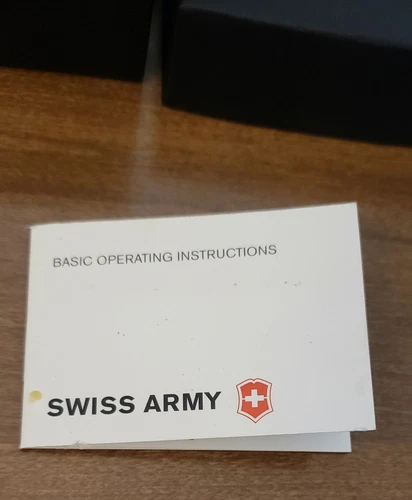 BASIC OPERATING INSTRUCTIONS
SWISS ARMY